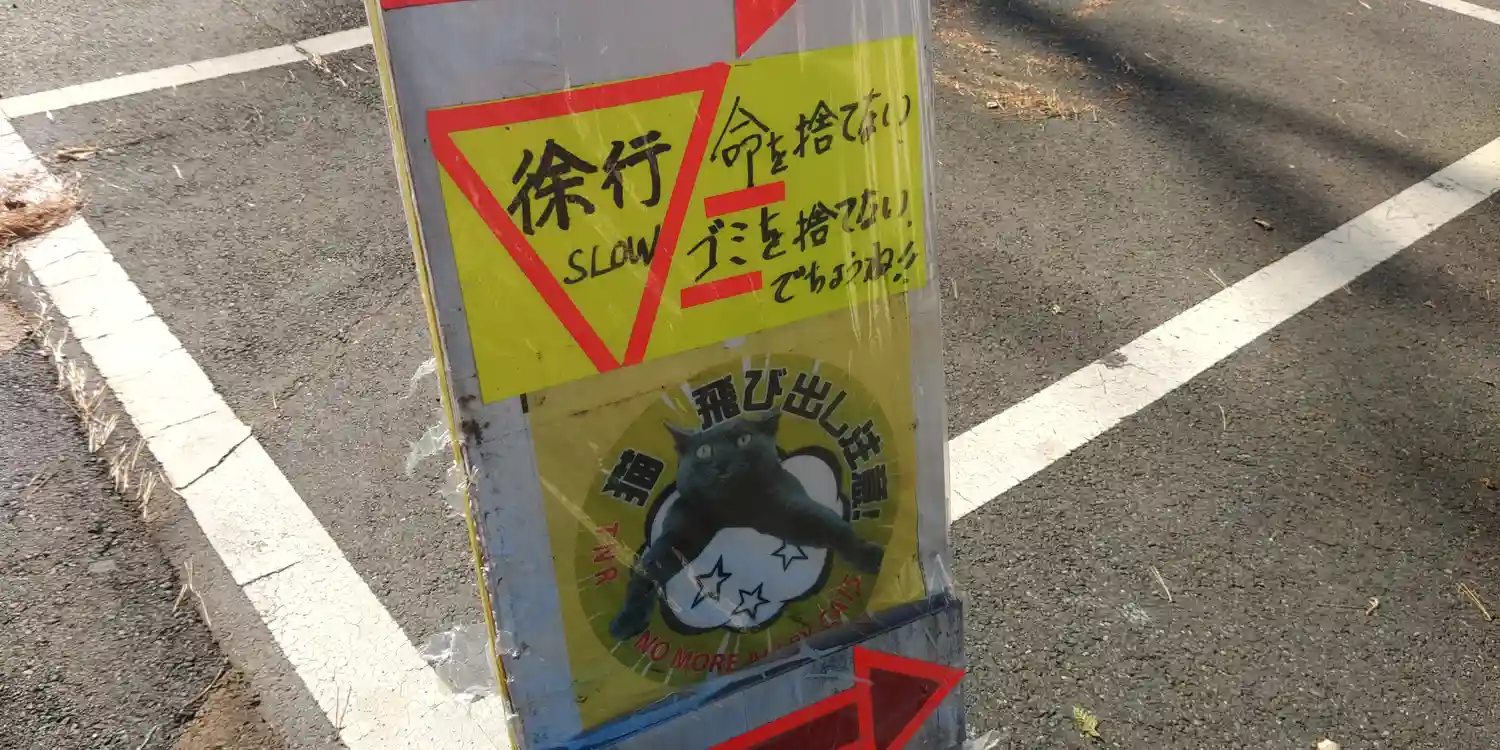 徐行
SLOW
命を捨てない
ゴミを捨てない
でちょうね!!
猫 飛び出し注意!
TNR
NO MORE CATS